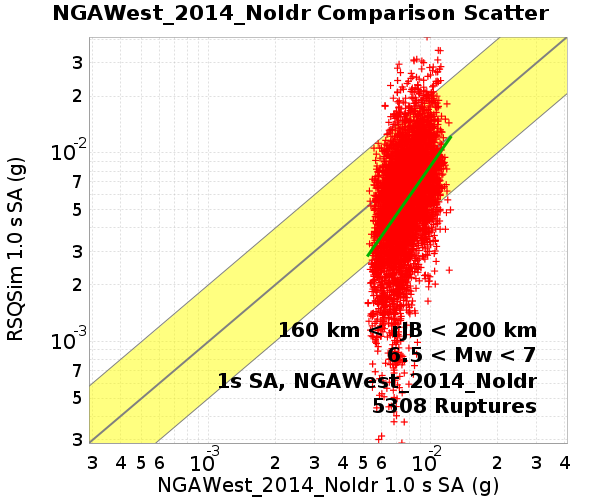 NGAWest_2014_NoIdr Comparison Scatter
RSQSim 1.0 s SA (g)
3
2
10-2
7
5
3
2
10-3
7
5
3
160 km < rJB < 200 km
6.5 < Mw < 7
1s SA, NGAWest_2014_NoIdr
5308 Ruptures
3 4 5 6 10-3 2 3 4 5 6 10-2 2 3 4
NGAWest_2014_NoIdr 1.0 s SA (g)